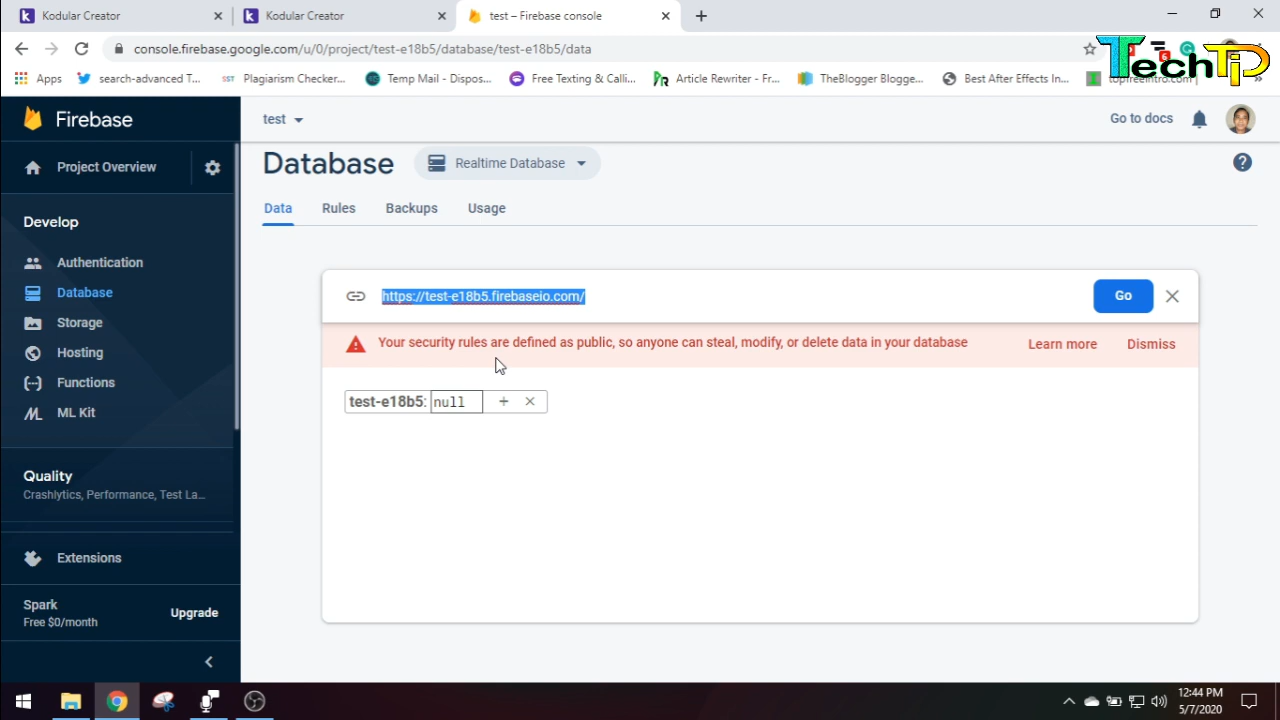 Kodular Creator
Kodular Creator
test – Firebase console
console.firebase.google.com/u/0/project/test-e18b5/database/test-e18b5/data
6
TechTip
Apps
search-advanced T...
SST
Plagiarism Checker...
Temp Mail - Dispos...
Free Texting & Calli...
Article Rewriter - Fr...
TheBlogger Blogge...
Best After Effects In...
topfreeintro.com |
Firebase
test
Go to docs
Project Overview
Database
Realtime Database
Develop
Data
Rules
Backups
Usage
Authentication
Database
Storage
Hosting
Functions
ML Kit
https://test-e18b5.firebaseio.com/
Go
Your security rules are defined as public, so anyone can steal, modify, or delete data in your database
Learn more
Dismiss
test-e18b5: null
Quality
Crashlytics, Performance, Test La...
Extensions
Spark
Free $0/month
Upgrade
12:44 PM
5/7/2020